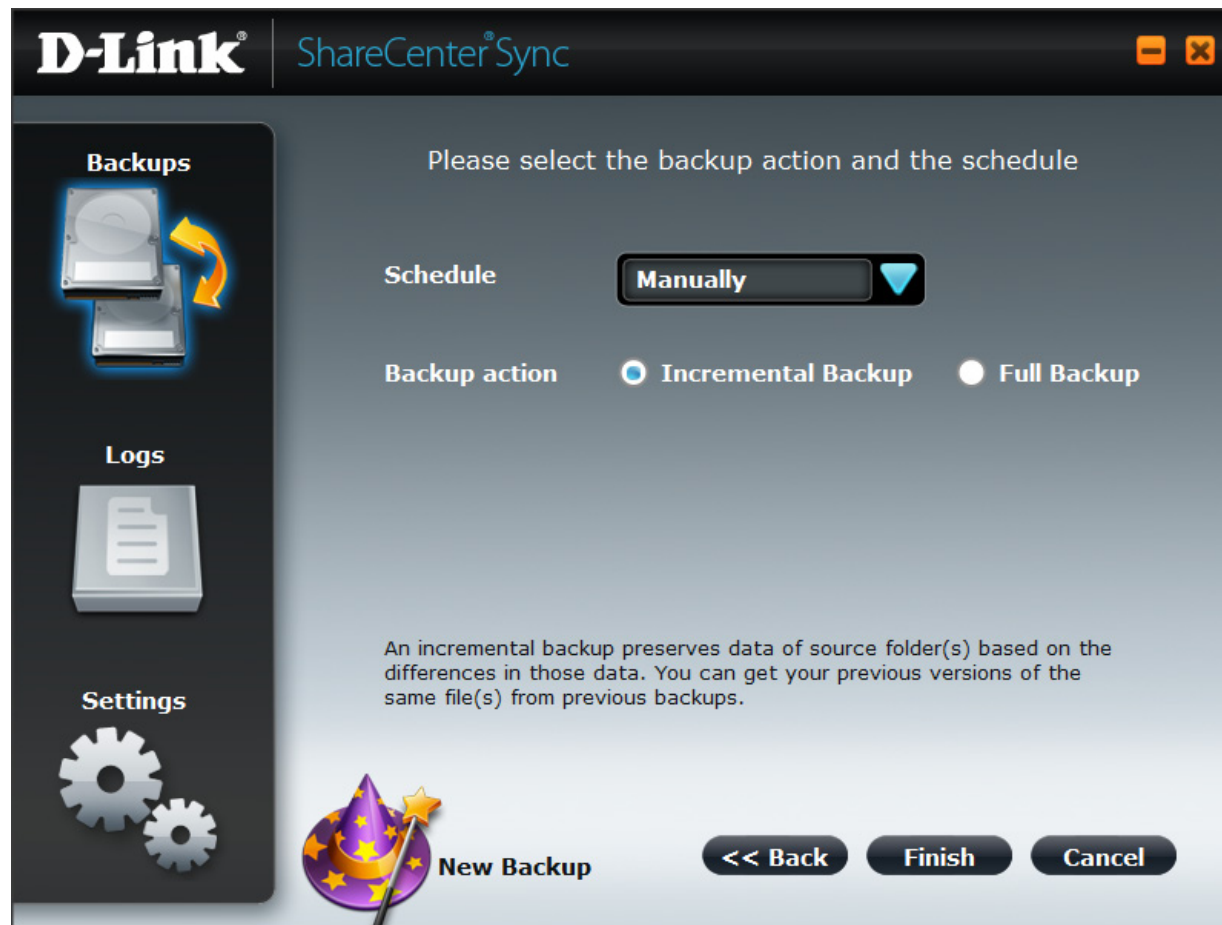 D-Link® ShareCenter® Sync
Backups
Please select the backup action and the schedule
Schedule Manually
Backup action Incremental Backup Full Backup
Logs
An incremental backup preserves data of source folder(s) based on the
differences in those data. You can get your previous versions of the
same file(s) from previous backups.
Settings
New Backup << Back Finish Cancel